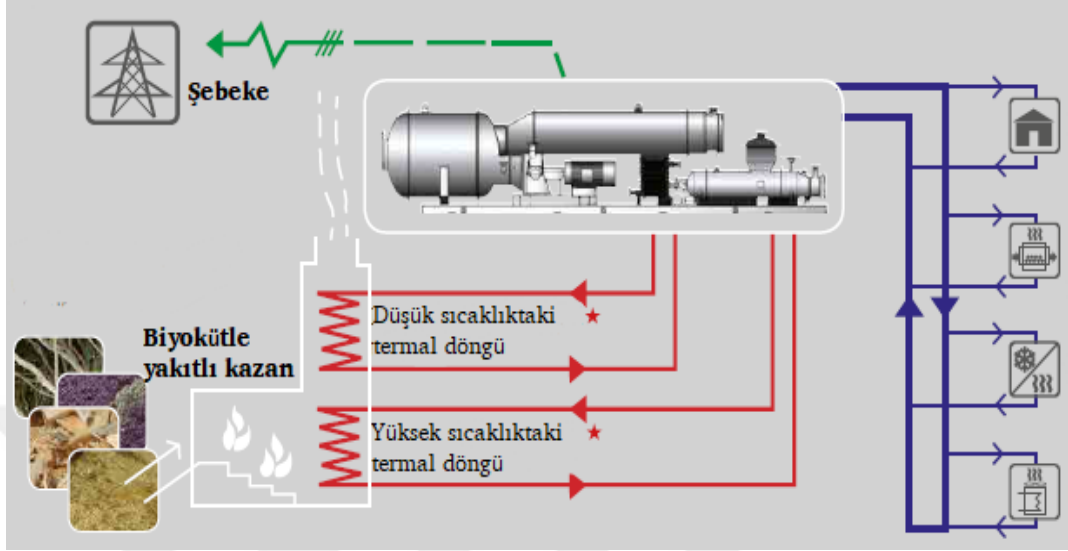 Şebeke
Biyokütle
yakıtlı kazan
Düşük sıcaklıktaki
termal döngü
Yüksek sıcaklıktaki
termal döngü